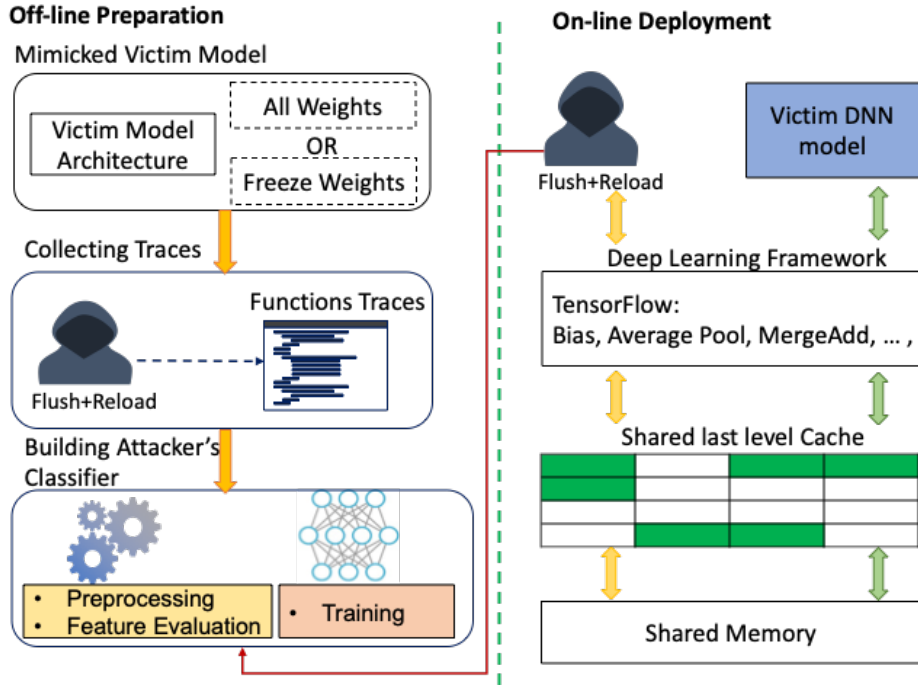 Off-line Preparation
Mimicked Victim Model
Victim Model
Architecture
All Weights
OR
Freeze Weights
Collecting Traces
Functions Traces
Flush+Reload
Building Attacker's
Classifier
• Preprocessing
• Feature Evaluation
• Training
On-line Deployment
Flush+Reload
Victim DNN
model
Deep Learning Framework
TensorFlow:
Bias, Average Pool, MergeAdd, ... ,
Shared last level Cache
Shared Memory